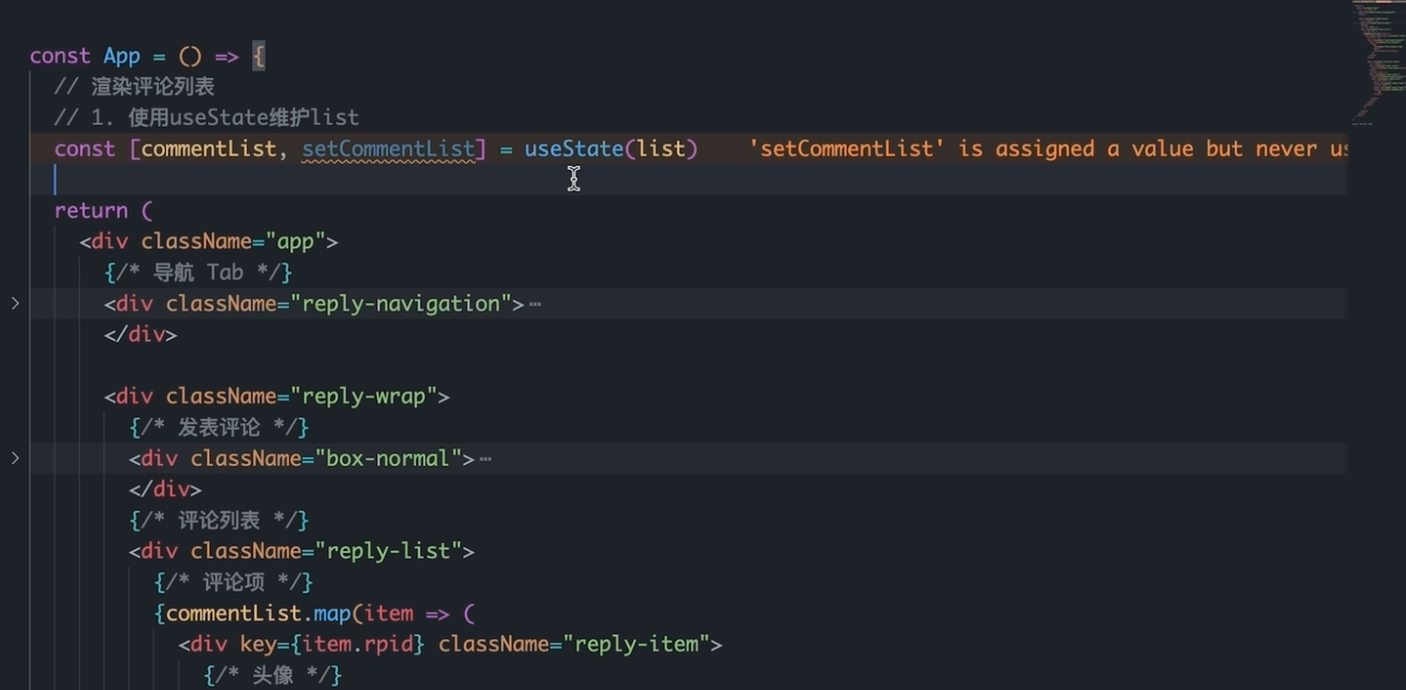 const App = () => {
// 渲染评论列表
// 1. 使用useState维护list
const [commentList, setCommentList] = useState(list) 'setCommentList' is assigned a value but never us
return (
<div className="app">
{/* 导航 Tab */}
<div className="reply-navigation">⋯
</div>
<div className="reply-wrap">
{/* 发表评论 */}
<div className="box-normal">⋯
</div>
{/* 评论列表 */}
<div className="reply-list">
{/* 评论项 */}
{commentList.map(item => (
<div key={item.rpid} className="reply-item">
{/* 头像 */}